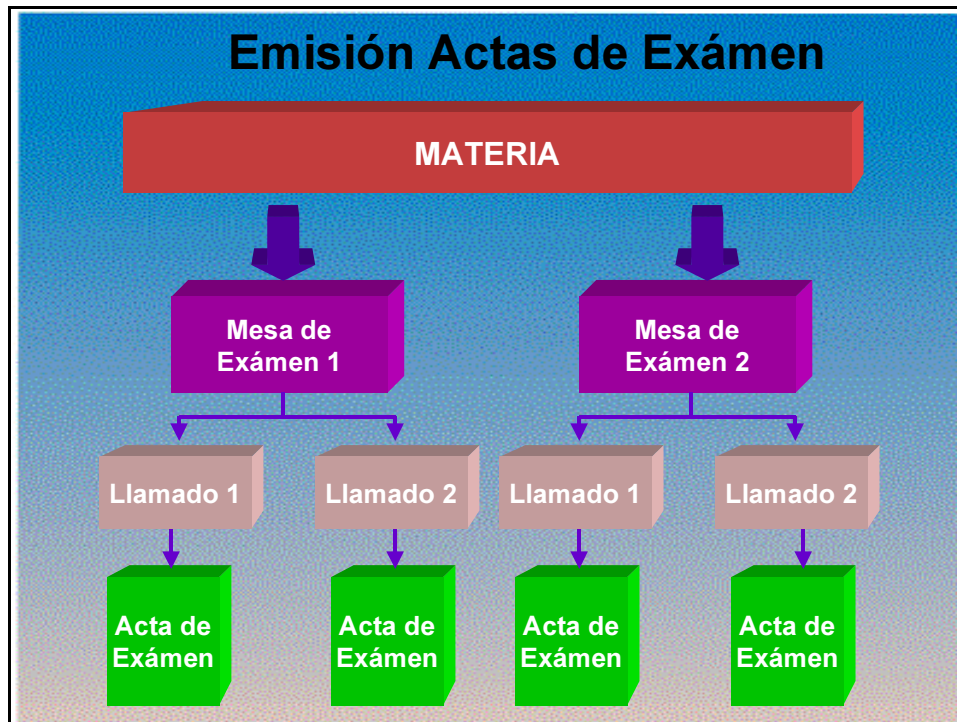 Emisión Actas de Exámen
MATERIA
Mesa de
Exámen 1
Mesa de
Exámen 2
Llamado 1
Llamado 2
Llamado 1
Llamado 2
Acta de
Exámen
Acta de
Exámen
Acta de
Exámen
Acta de
Exámen